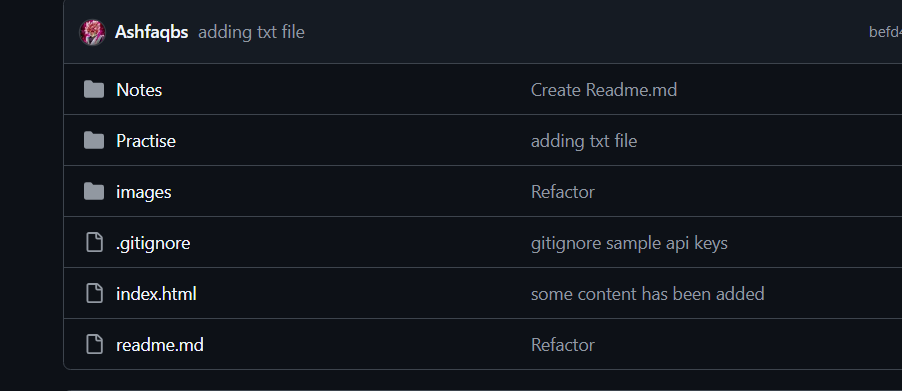 Ashfaqbs adding txt file befd4
Notes Create Readme.md
Practise adding txt file
images Refactor
.gitignore gitignore sample api keys
index.html some content has been added
readme.md Refactor